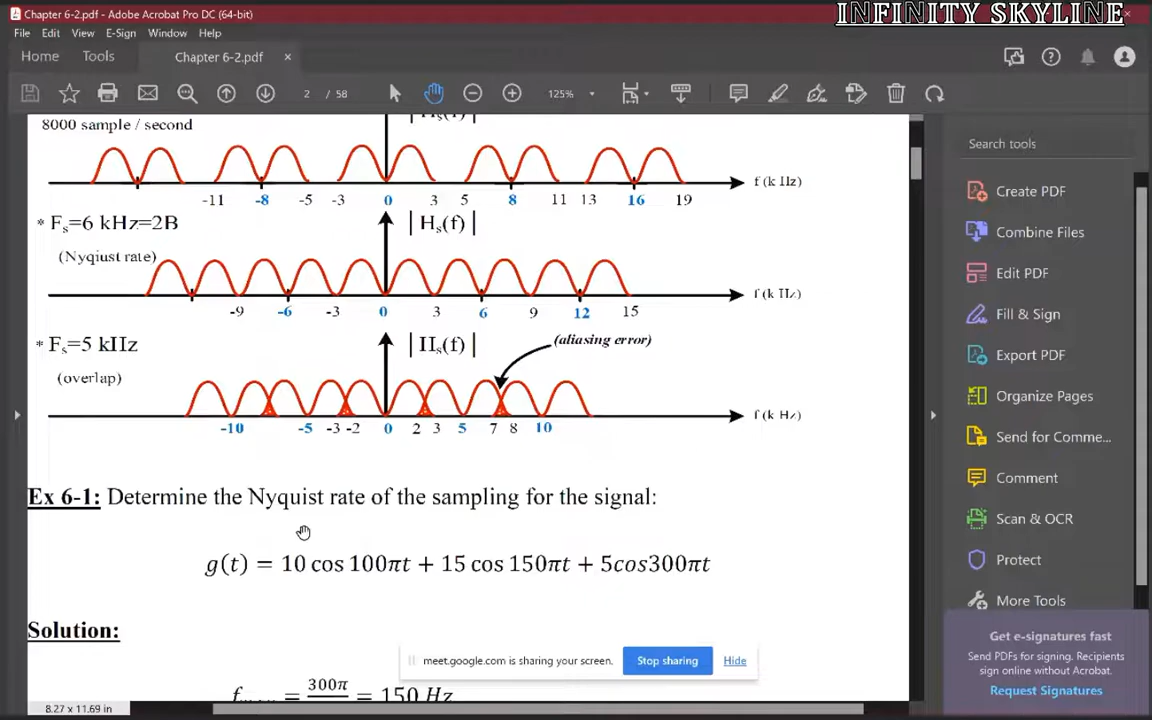 Chapter 6-2.pdf - Adobe Acrobat Pro DC (64-bit)
INFINITY SKYLINE
File Edit View E-Sign Window Help
Home Tools Chapter 6-2.pdf ×
2 / 58 125%
8000 sample / second
f (k Hz)
-11 -8 -5 -3 0 3 5 8 11 13 16 19
* Fs=6 kHz=2B
| Hs(f) |
(Nyqiust rate)
f (k Hz)
-9 -6 -3 0 3 6 9 12 15
* Fs=5 kHz
| Hs(f) |
(aliasing error)
(overlap)
f (k Hz)
-10 -5 -3 -2 0 2 3 5 7 8 10
Ex 6-1: Determine the Nyquist rate of the sampling for the signal:
g(t) = 10 cos 100πt + 15 cos 150πt + 5cos300πt
Solution:
= 300π = 150 Hz
8.27 x 11.69 in
meet.google.com is sharing your screen. Stop sharing Hide
Search tools
Create PDF
Combine Files
Edit PDF
Fill & Sign
Export PDF
Organize Pages
Send for Comme...
Comment
Scan & OCR
Protect
More Tools
Get e-signatures fast
Send PDFs for signing. Recipients
sign online without Acrobat.
Request Signatures